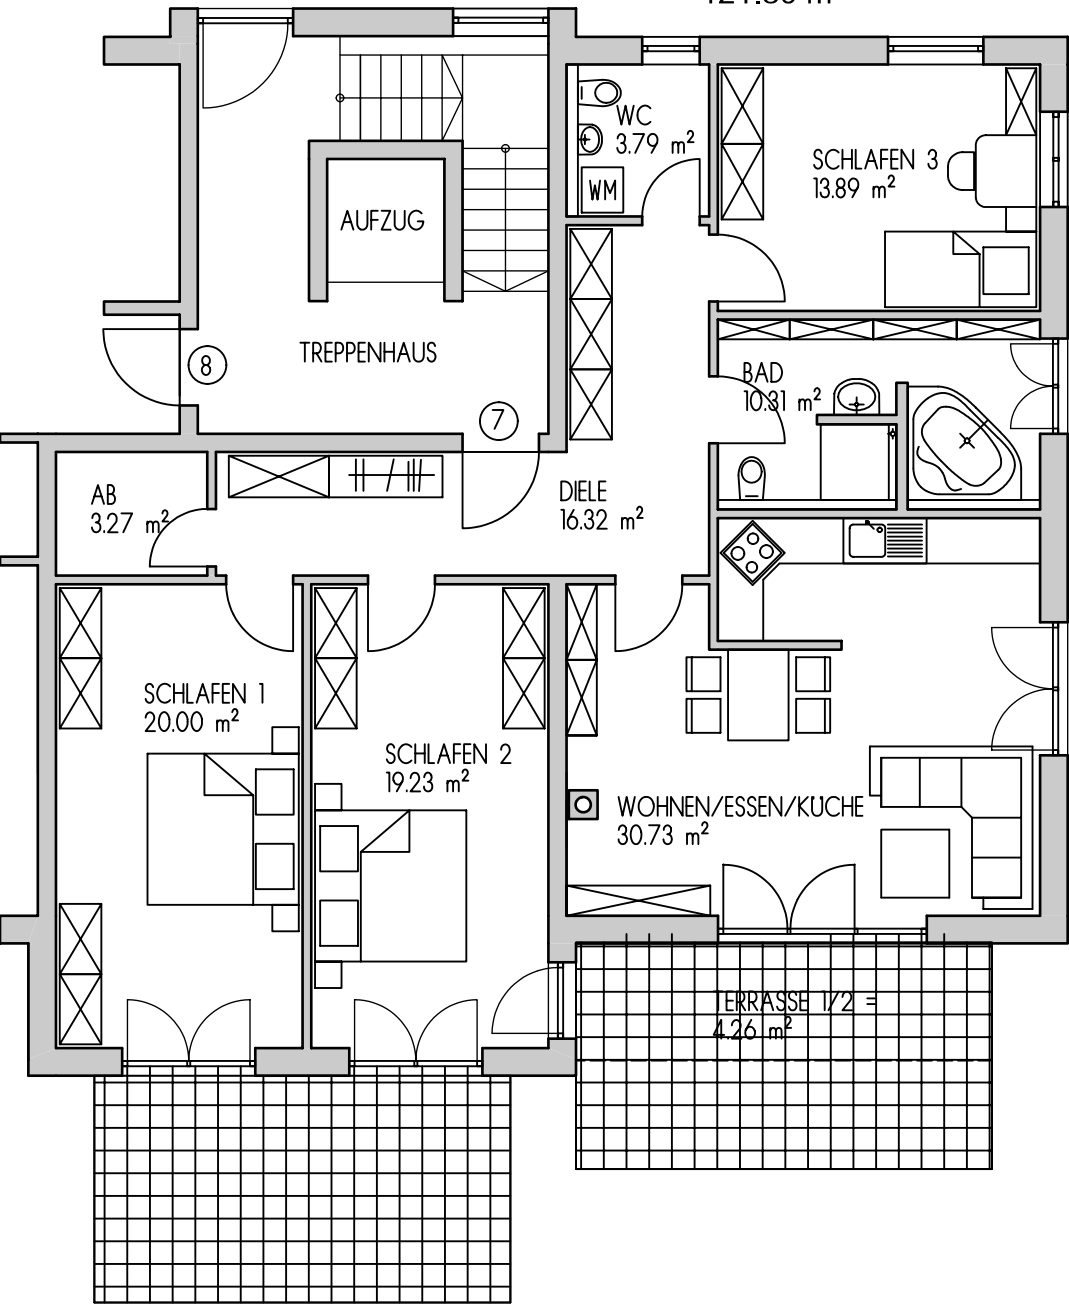 WC
3.79 m²
WM
SCHLAFEN 3
13.89 m²
AUFZUG
TREPPENHAUS
8
7
BAD
10.31 m²
AB
3.27 m²
DIELE
16.32 m²
SCHLAFEN 1
20.00 m²
SCHLAFEN 2
19.23 m²
WOHNEN/ESSEN/KÜCHE
30.73 m²
TERRASSE 1/2 =
4.26 m²